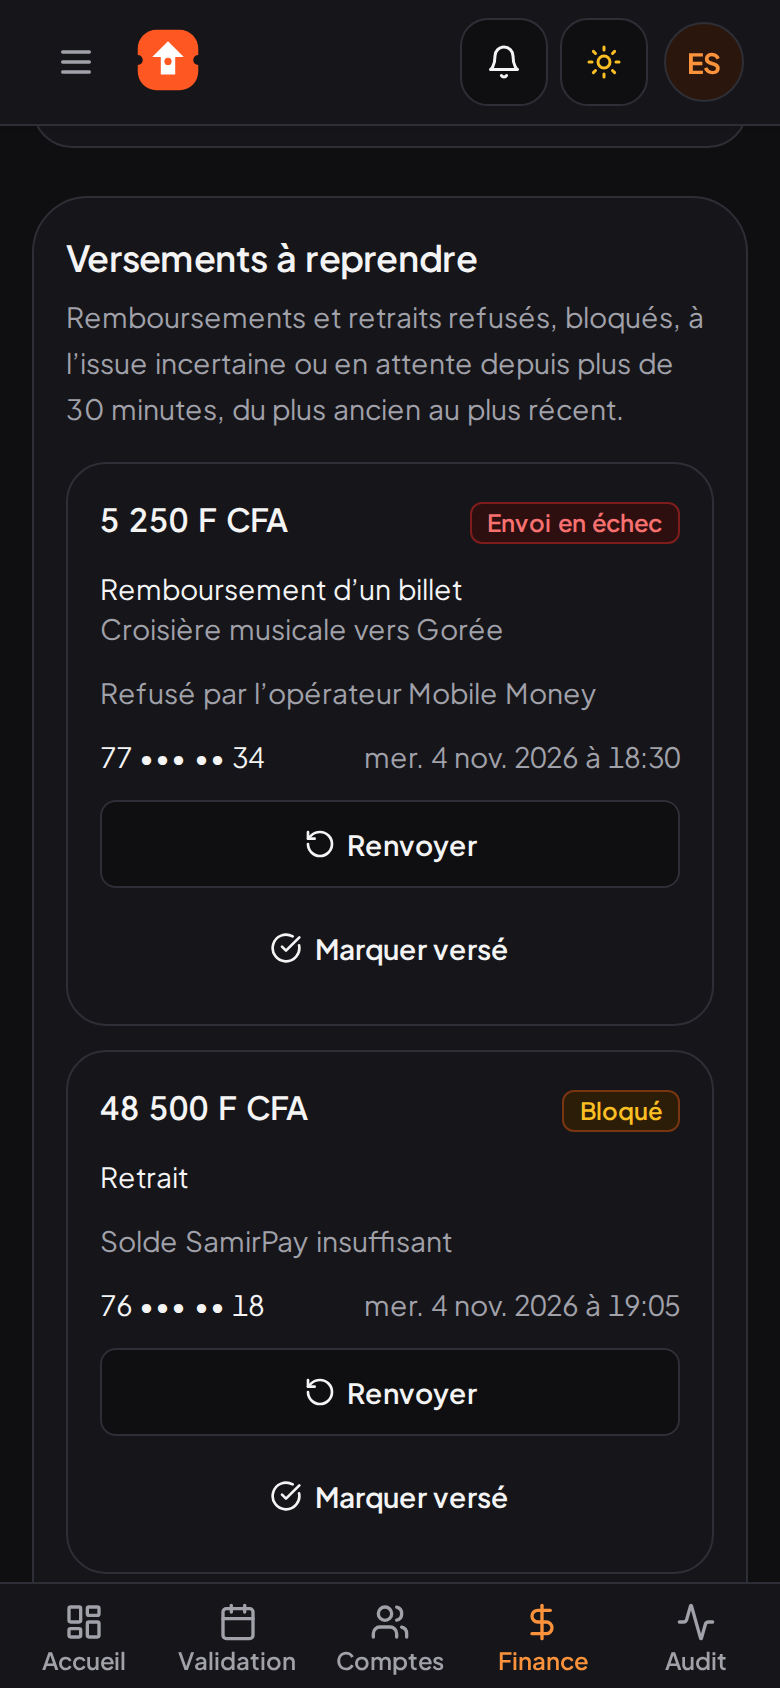 ES
Versements à reprendre
Remboursements et retraits refusés, bloqués, à
l’issue incertaine ou en attente depuis plus de
30 minutes, du plus ancien au plus récent.
5 250 F CFA
Envoi en échec
Remboursement d’un billet
Croisière musicale vers Gorée
Refusé par l’opérateur Mobile Money
77 ••• •• 34
mer. 4 nov. 2026 à 18:30
Renvoyer
Marquer versé
48 500 F CFA
Bloqué
Retrait
Solde SamirPay insuffisant
76 ••• •• 18
mer. 4 nov. 2026 à 19:05
Renvoyer
Marquer versé
Accueil
Validation
Comptes
Finance
Audit